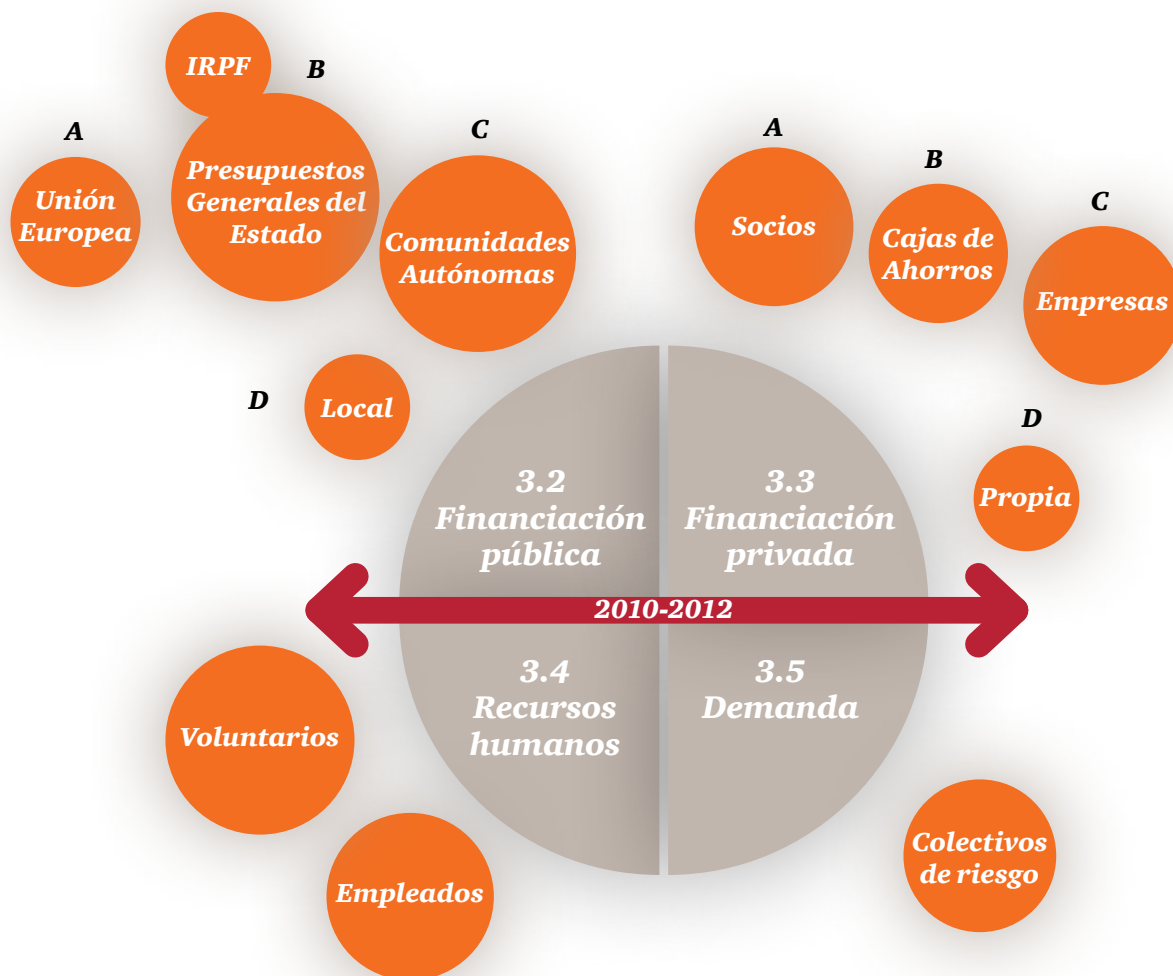 IRPF
B
A
Unión
Europea
Presupuestos
Generales del
Estado
C
Comunidades
Autónomas
D
Local
A
Socios
B
Cajas de
Ahorros
C
Empresas
D
Propia
3.2
Financiación
pública
3.3
Financiación
privada
2010-2012
3.4
Recursos
humanos
3.5
Demanda
Voluntarios
Empleados
Colectivos
de riesgo